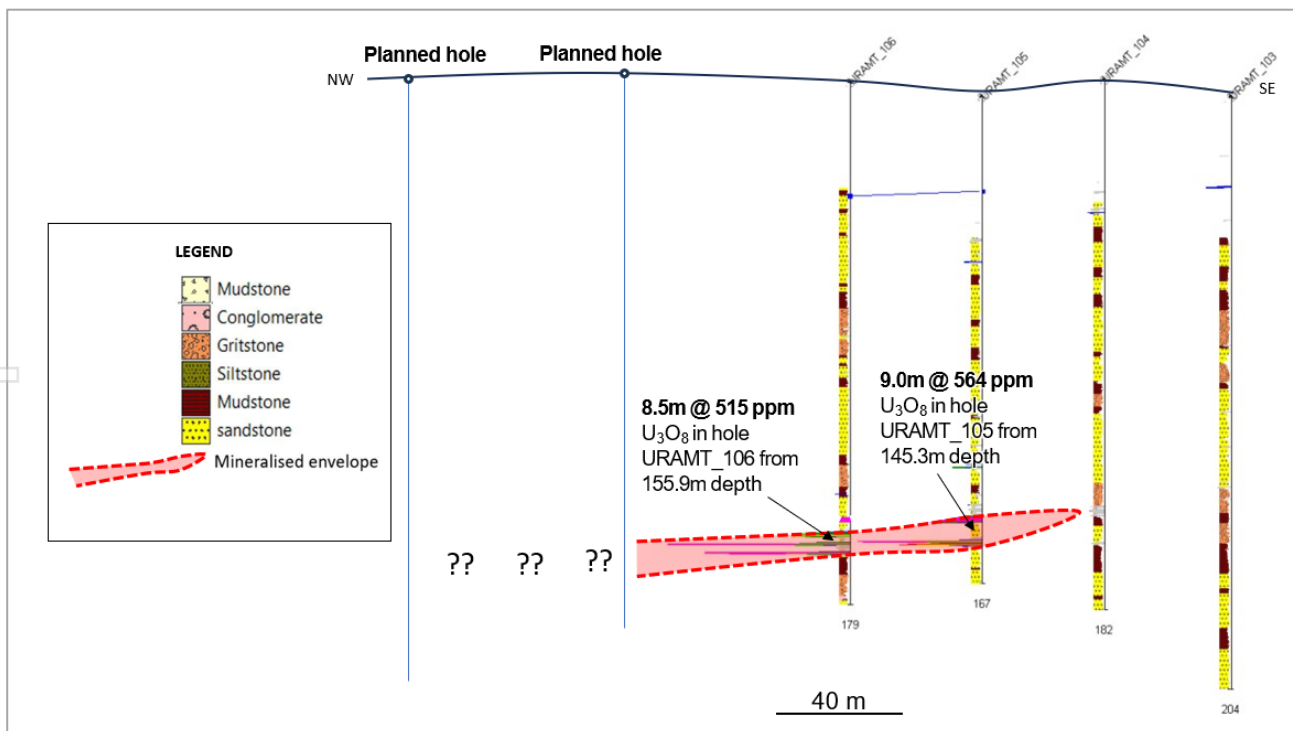 Planned hole
Planned hole
NW
URAMT_106
URAMT_105
URAMT_104
URAMT_103
SE
LEGEND
Mudstone
Conglomerate
Gritstone
Siltstone
Mudstone
sandstone
Mineralised envelope
8.5m @ 515 ppm
U₃O₈ in hole
URAMT_106 from
155.9m depth
9.0m @ 564 ppm
U₃O₈ in hole
URAMT_105 from
145.3m depth
?? ?? ??
179
167
182
204
40 m